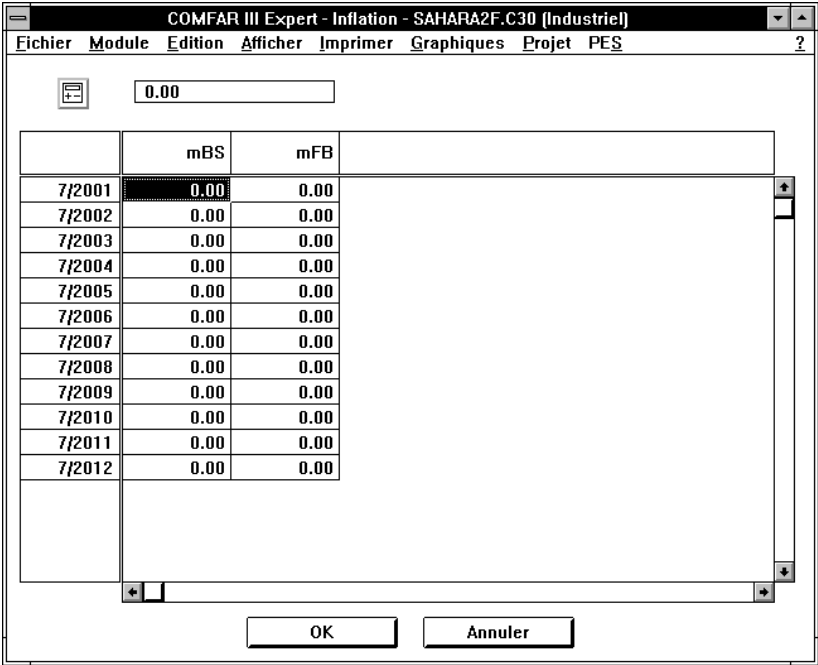 COMFAR III Expert - Inflation - SAHARA2F.C30 (Industriel)
Fichier Module Edition Afficher Imprimer Graphiques Projet PES ?
0.00
mBS mFB
7/2001 0.00 0.00
7/2002 0.00 0.00
7/2003 0.00 0.00
7/2004 0.00 0.00
7/2005 0.00 0.00
7/2006 0.00 0.00
7/2007 0.00 0.00
7/2008 0.00 0.00
7/2009 0.00 0.00
7/2010 0.00 0.00
7/2011 0.00 0.00
7/2012 0.00 0.00
OK Annuler